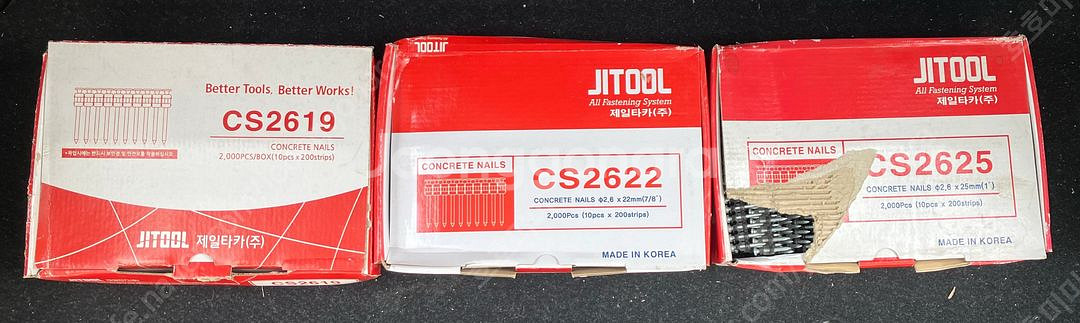 Better Tools, Better Works!
CS2619
CONCRETE NAILS
2,000PCS/BOX(10pcs x 200strips)
JITOOL 제일타카(주)
CS2619
JITOOL
JITOOL
All Fastening System
제일타카(주)
CONCRETE NAILS
CS2622
CONCRETE NAILS Φ2,6 x 22mm(7/8")
2,000Pcs (10pcs x 200strips)
MADE IN KOREA
JITOOL
All Fastening System
제일타카(주)
CONCRETE NAILS
CS2625
CONCRETE NAILS Φ2,6 x 25mm(1")
2,000Pcs (10pcs x 200strips)
MADE IN KOREA